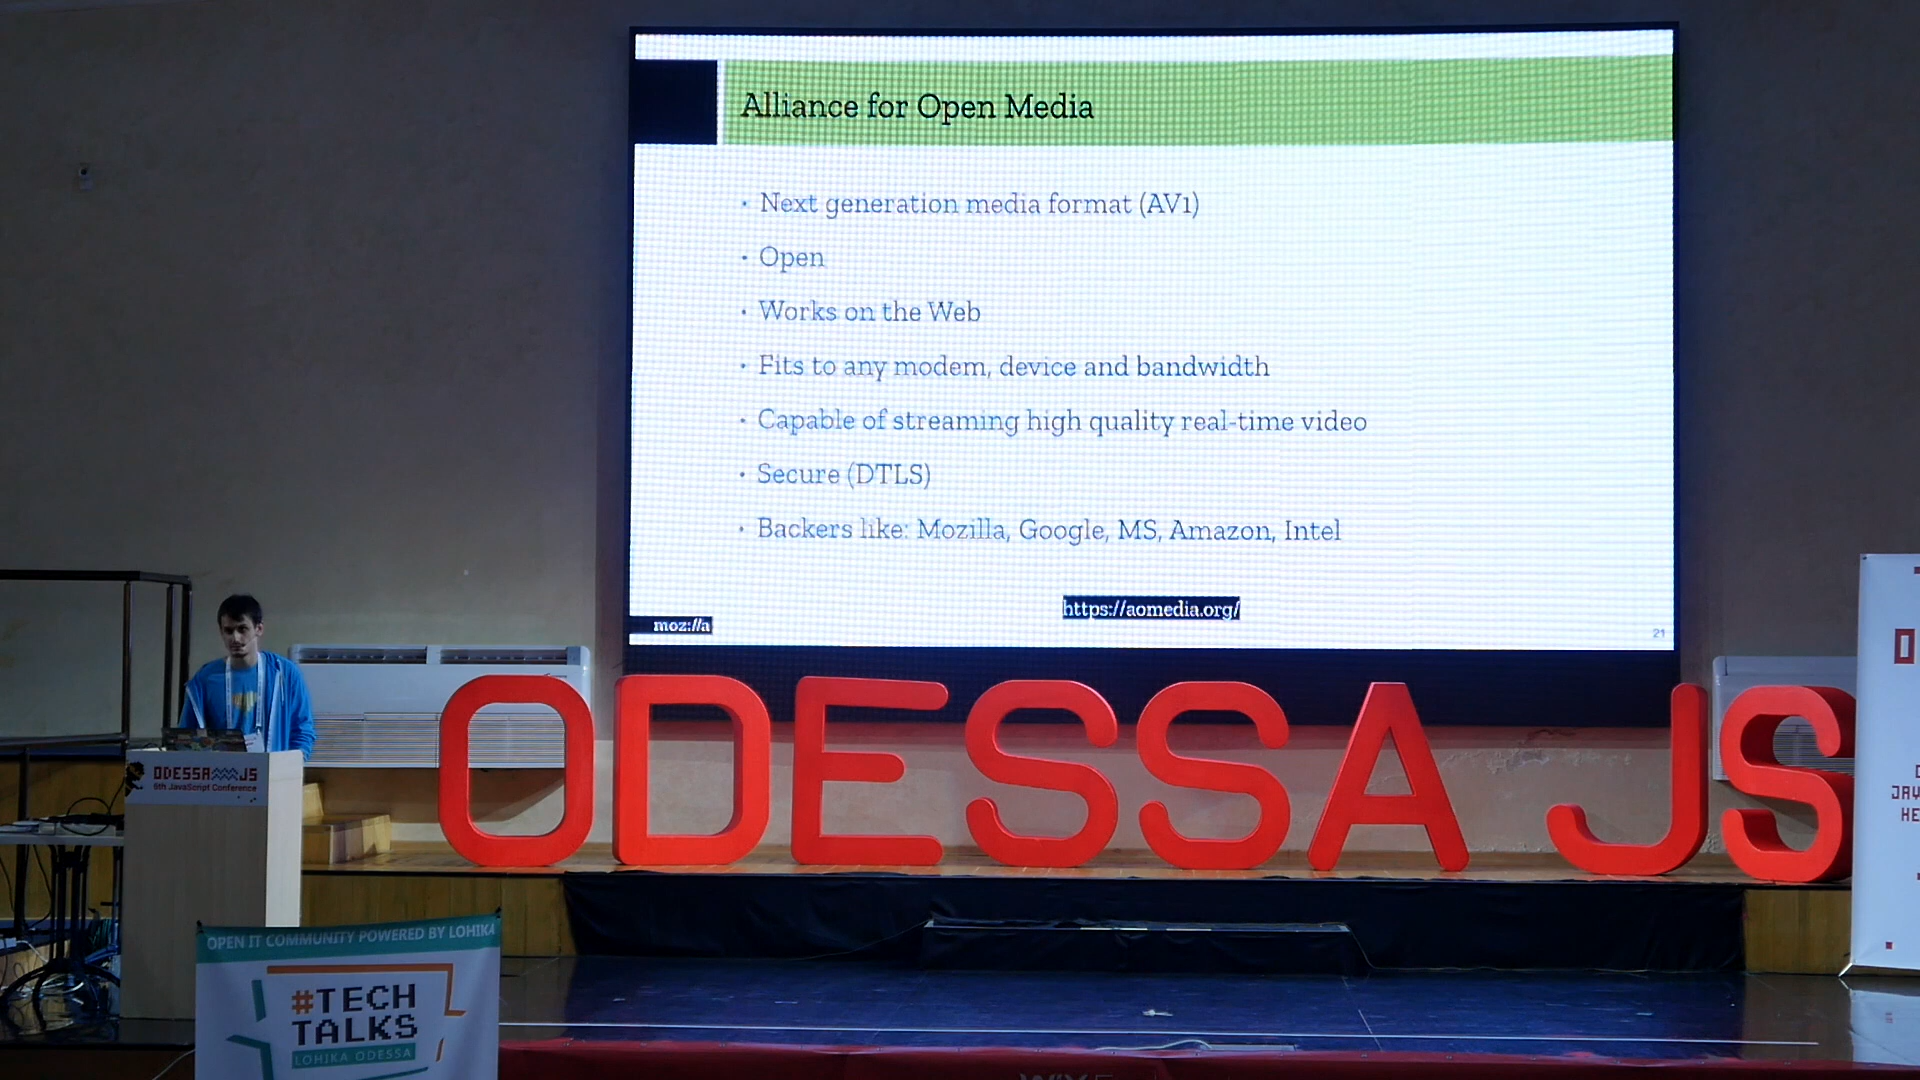 Alliance for Open Media
• Next generation media format (AV1)
• Open
• Works on the Web
• Fits to any modem, device and bandwidth
• Capable of streaming high quality real-time video
• Secure (DTLS)
• Backers like: Mozilla, Google, MS, Amazon, Intel
https://aomedia.org/
moz://a
21
ODESSA JS
ODESSA JS
6th JavaScript Conference
OPEN IT COMMUNITY POWERED BY LOHIKA
#TECH
TALKS
LOHIKA ODESSA